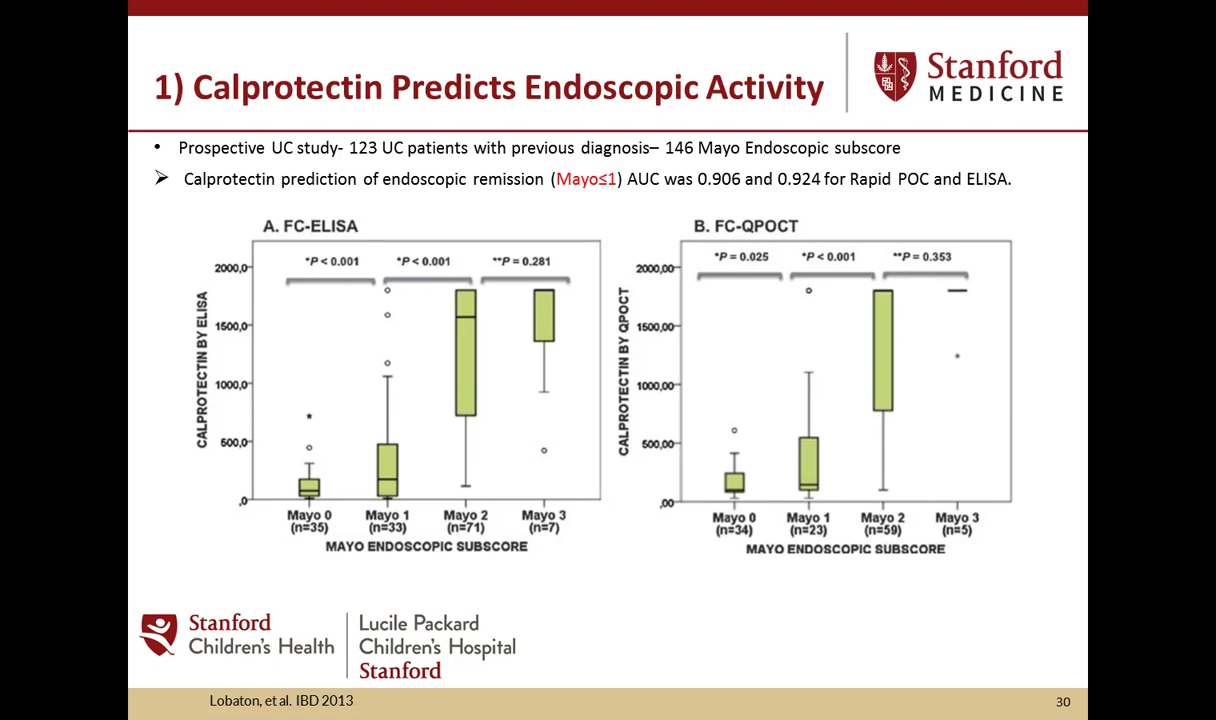 1) Calprotectin Predicts Endoscopic Activity
Stanford
MEDICINE
• Prospective UC study- 123 UC patients with previous diagnosis– 146 Mayo Endoscopic subscore
➢ Calprotectin prediction of endoscopic remission (Mayo≤1) AUC was 0.906 and 0.924 for Rapid POC and ELISA.
A. FC-ELISA
*P < 0.001 *P < 0.001 **P = 0.281
CALPROTECTIN BY ELISA
2000,0
1500,0
1000,0
500,0
,0
Mayo 0 Mayo 1 Mayo 2 Mayo 3
(n=35) (n=33) (n=71) (n=7)
MAYO ENDOSCOPIC SUBSCORE
B. FC-QPOCT
*P = 0.025 *P < 0.001 **P = 0.353
CALPROTECTIN BY QPOCT
2000,00
1500,00
1000,00
500,00
,00
Mayo 0 Mayo 1 Mayo 2 Mayo 3
(n=34) (n=23) (n=59) (n=5)
MAYO ENDOSCOPIC SUBSCORE
Stanford
Children's Health
Lucile Packard
Children's Hospital
Stanford
Lobaton, et al. IBD 2013
30